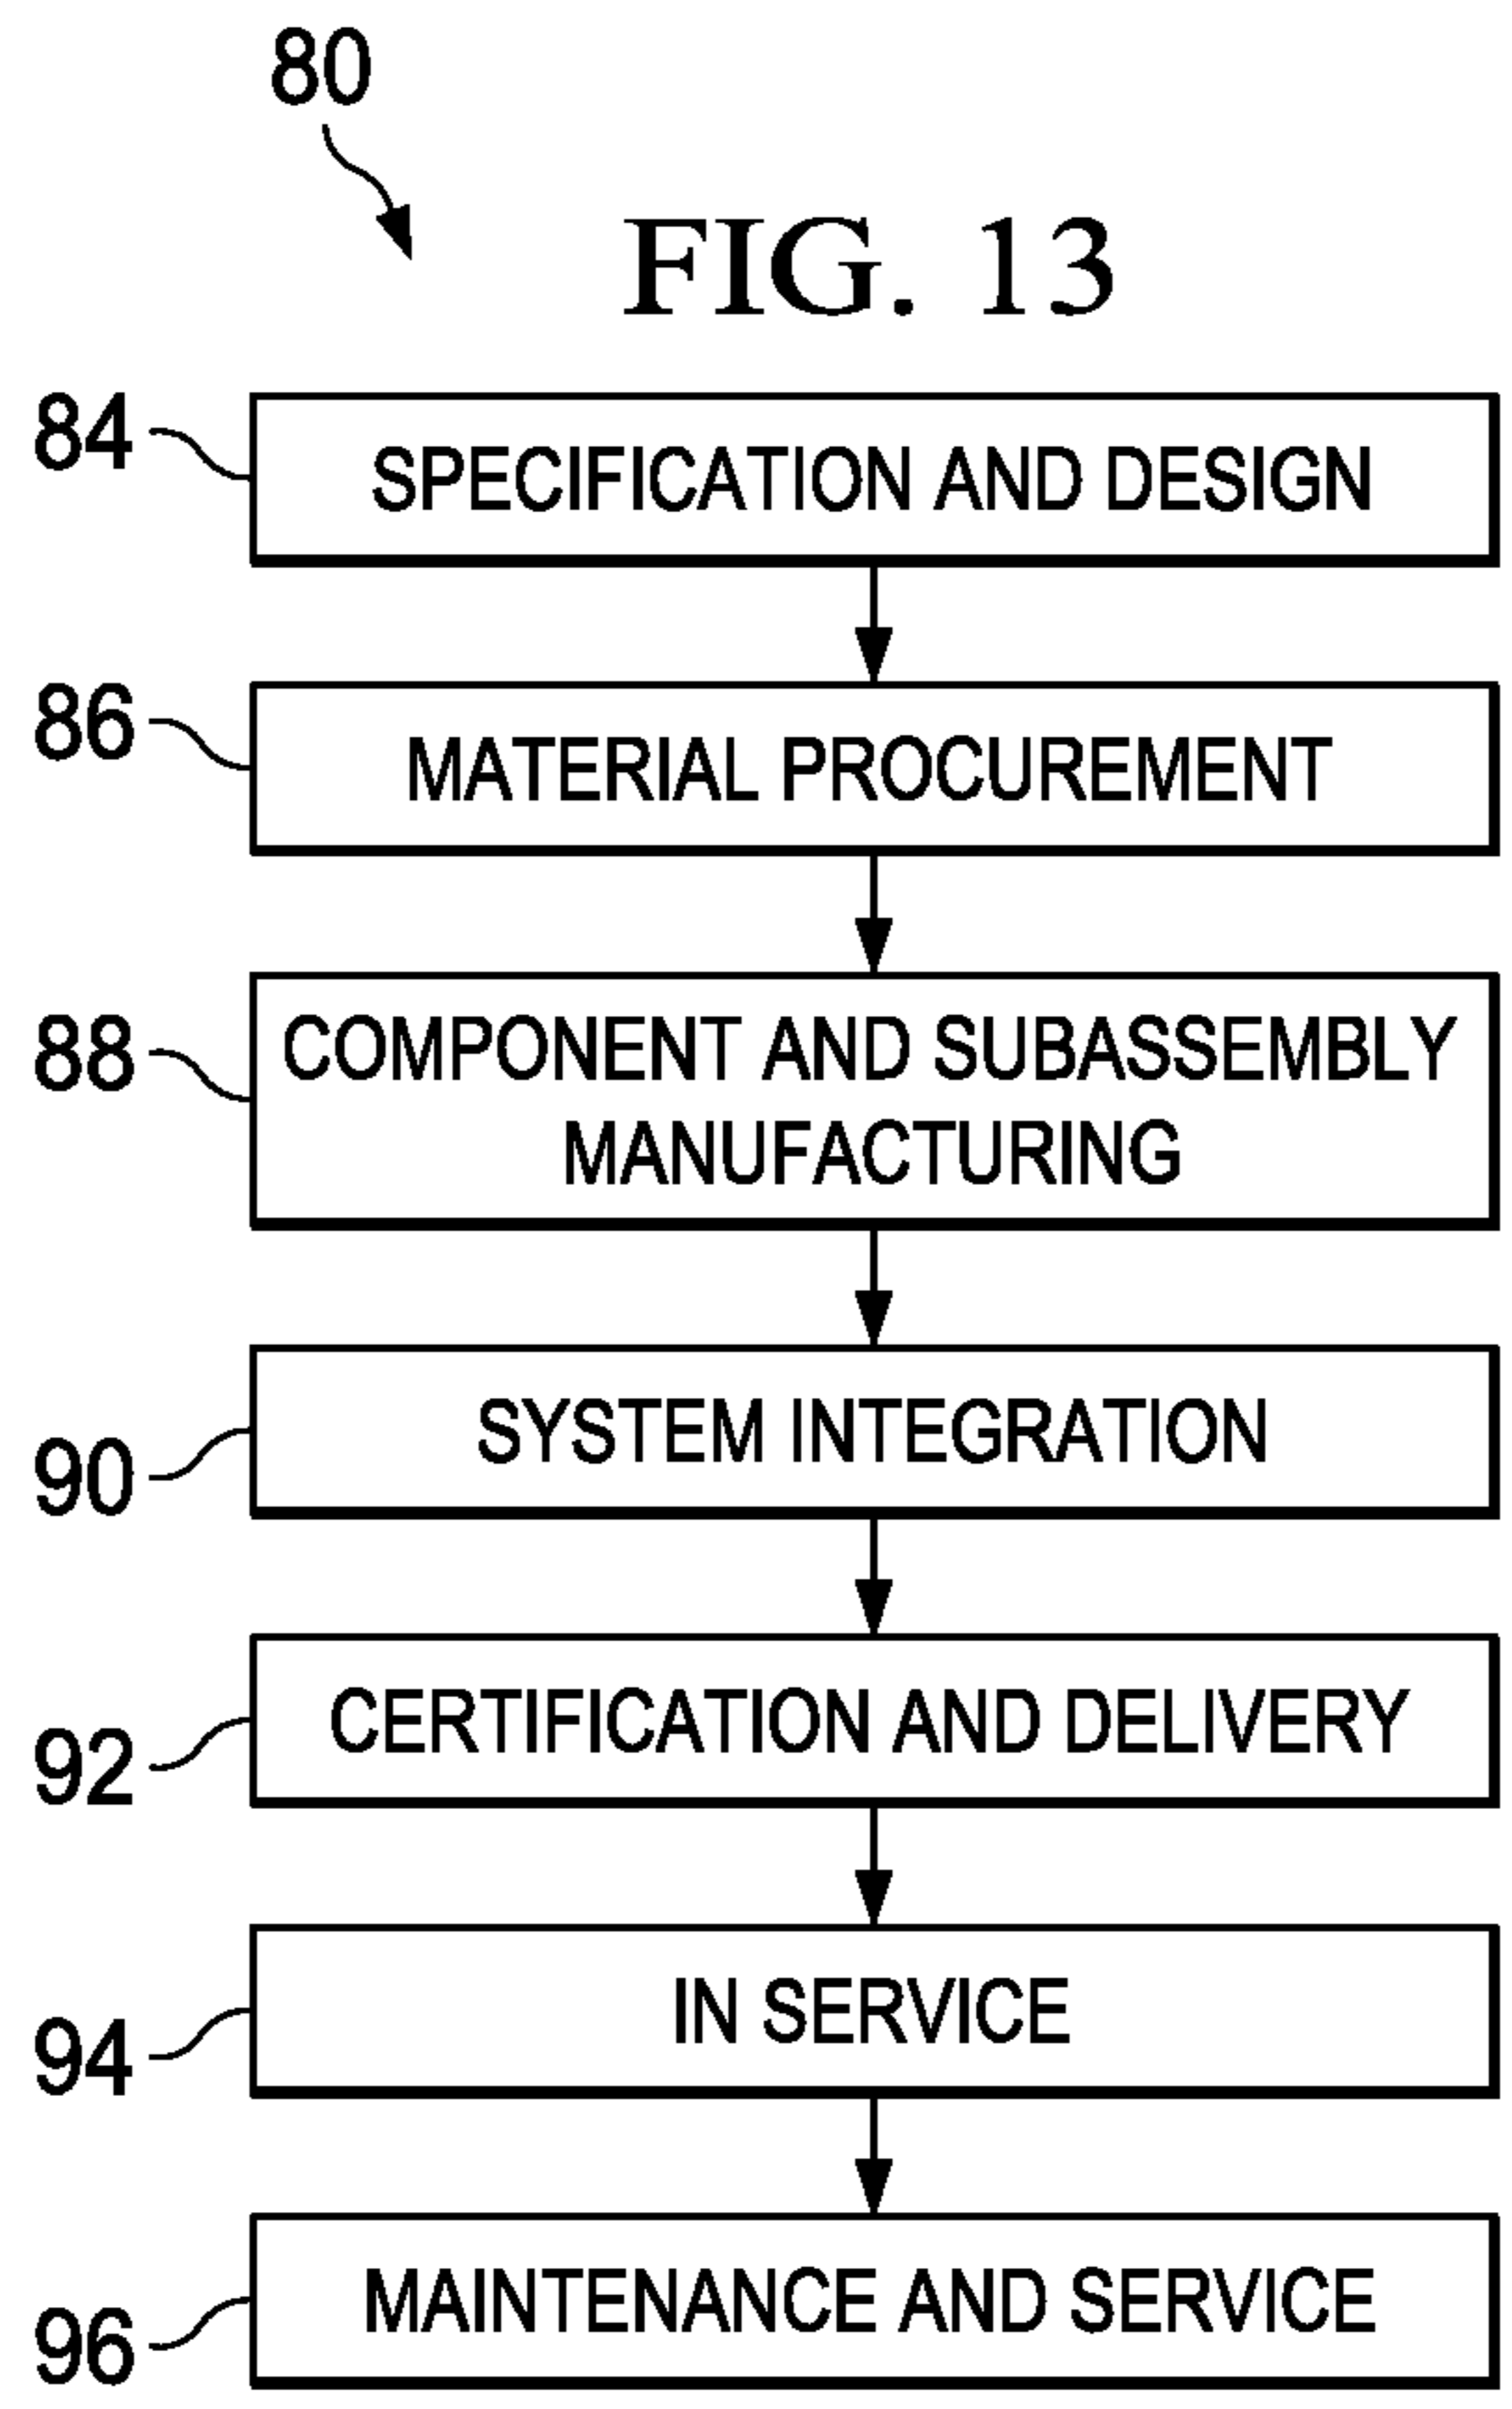 80
FIG. 13
84
SPECIFICATION AND DESIGN
86
MATERIAL PROCUREMENT
88
COMPONENT AND SUBASSEMBLY
MANUFACTURING
90
SYSTEM INTEGRATION
92
CERTIFICATION AND DELIVERY
94
IN SERVICE
96
MAINTENANCE AND SERVICE